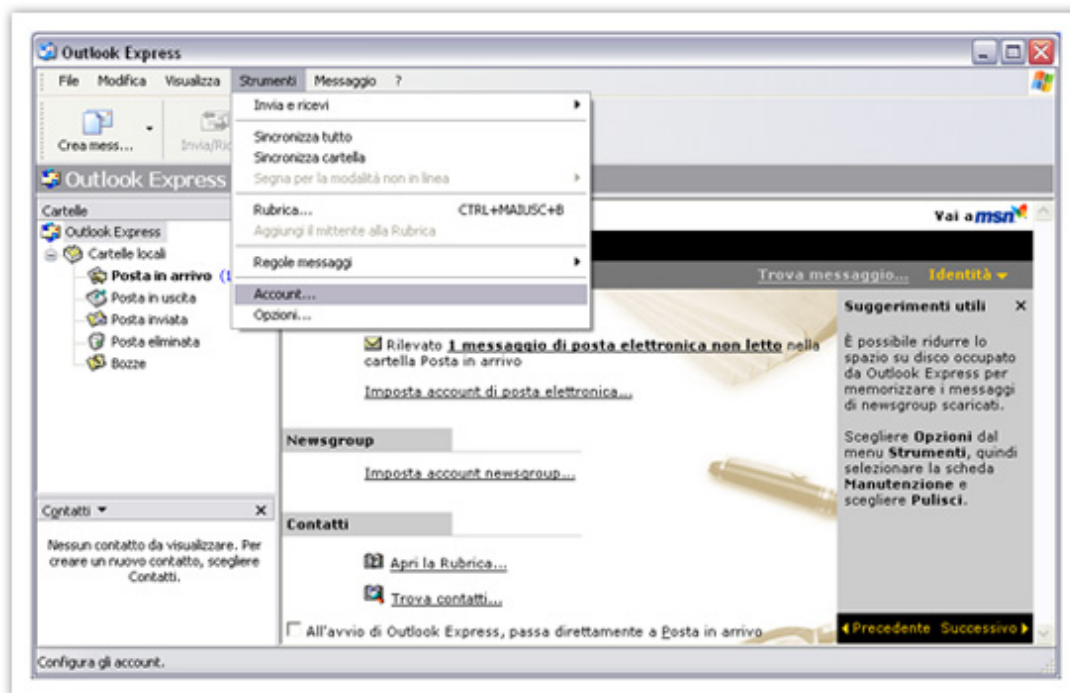 Outlook Express
File Modifica Visualizza Strumenti Messaggio ?
Crea mess...
Invia/Ric
Invia e ricevi
Sincronizza tutto
Sincronizza cartella
Segna per la modalità non in linea
Rubrica... CTRL+MAIUSC+B
Aggiungi il mittente alla Rubrica
Regole messaggi
Account...
Opzioni...
Outlook Express
Cartelle
Outlook Express
Cartelle locali
Posta in arrivo (1
Posta in uscita
Posta inviata
Posta eliminata
Bozze
Contatti
Nessun contatto da visualizzare. Per
creare un nuovo contatto, scegliere
Contatti.
Vai a msn
Trova messaggio... Identità
Rilevato 1 messaggio di posta elettronica non letto nella
cartella Posta in arrivo
Imposta account di posta elettronica...
Newsgroup
Imposta account newsgroup...
Contatti
Apri la Rubrica...
Trova contatti...
All'avvio di Outlook Express, passa direttamente a Posta in arrivo
Suggerimenti utili X
È possibile ridurre lo
spazio su disco occupato
da Outlook Express per
memorizzare i messaggi
di newsgroup scaricati.
Scegliere Opzioni dal
menu Strumenti, quindi
selezionare la scheda
Manutenzione e
scegliere Pulisci.
Precedente Successivo
Configura gli account.